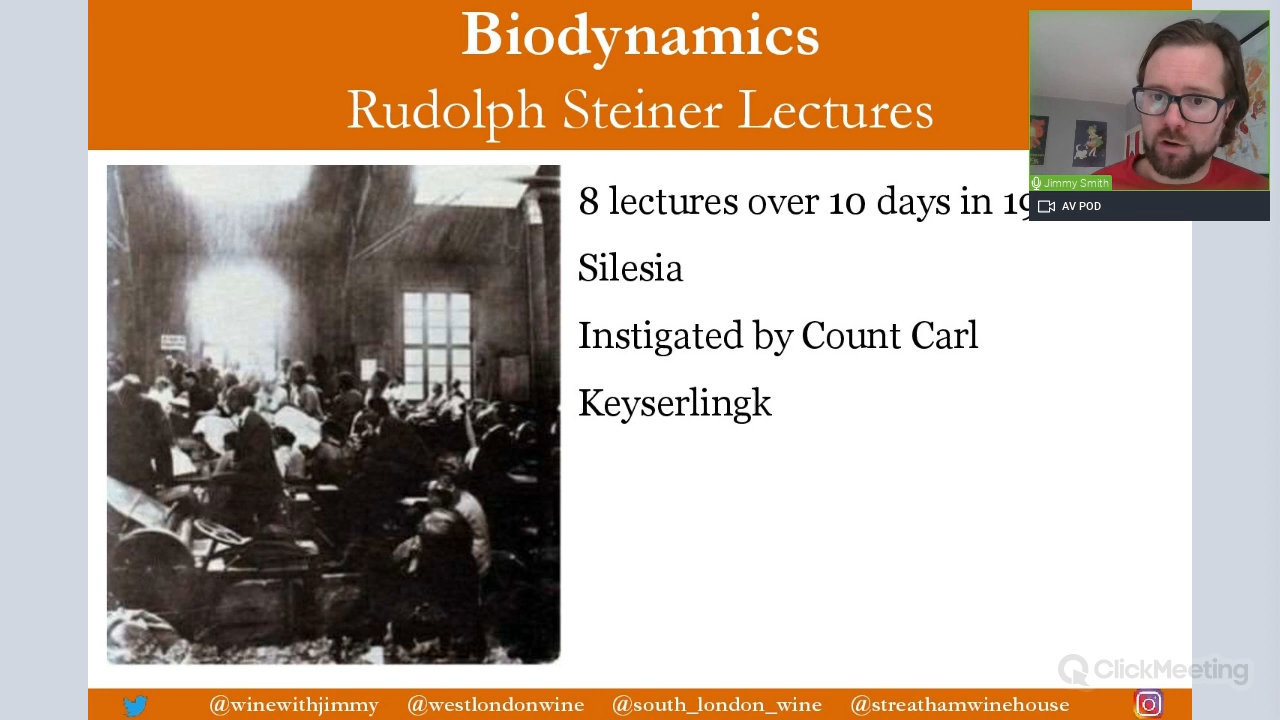 Biodynamics
Rudolph Steiner Lectures
8 lectures over 10 days in
Silesia
Instigated by Count Carl
Keyserlingk
Jimmy Smith
AV POD
ClickMeeting
@winewithjimmy @westlondonwine @south_london_wine @streathamwinehouse